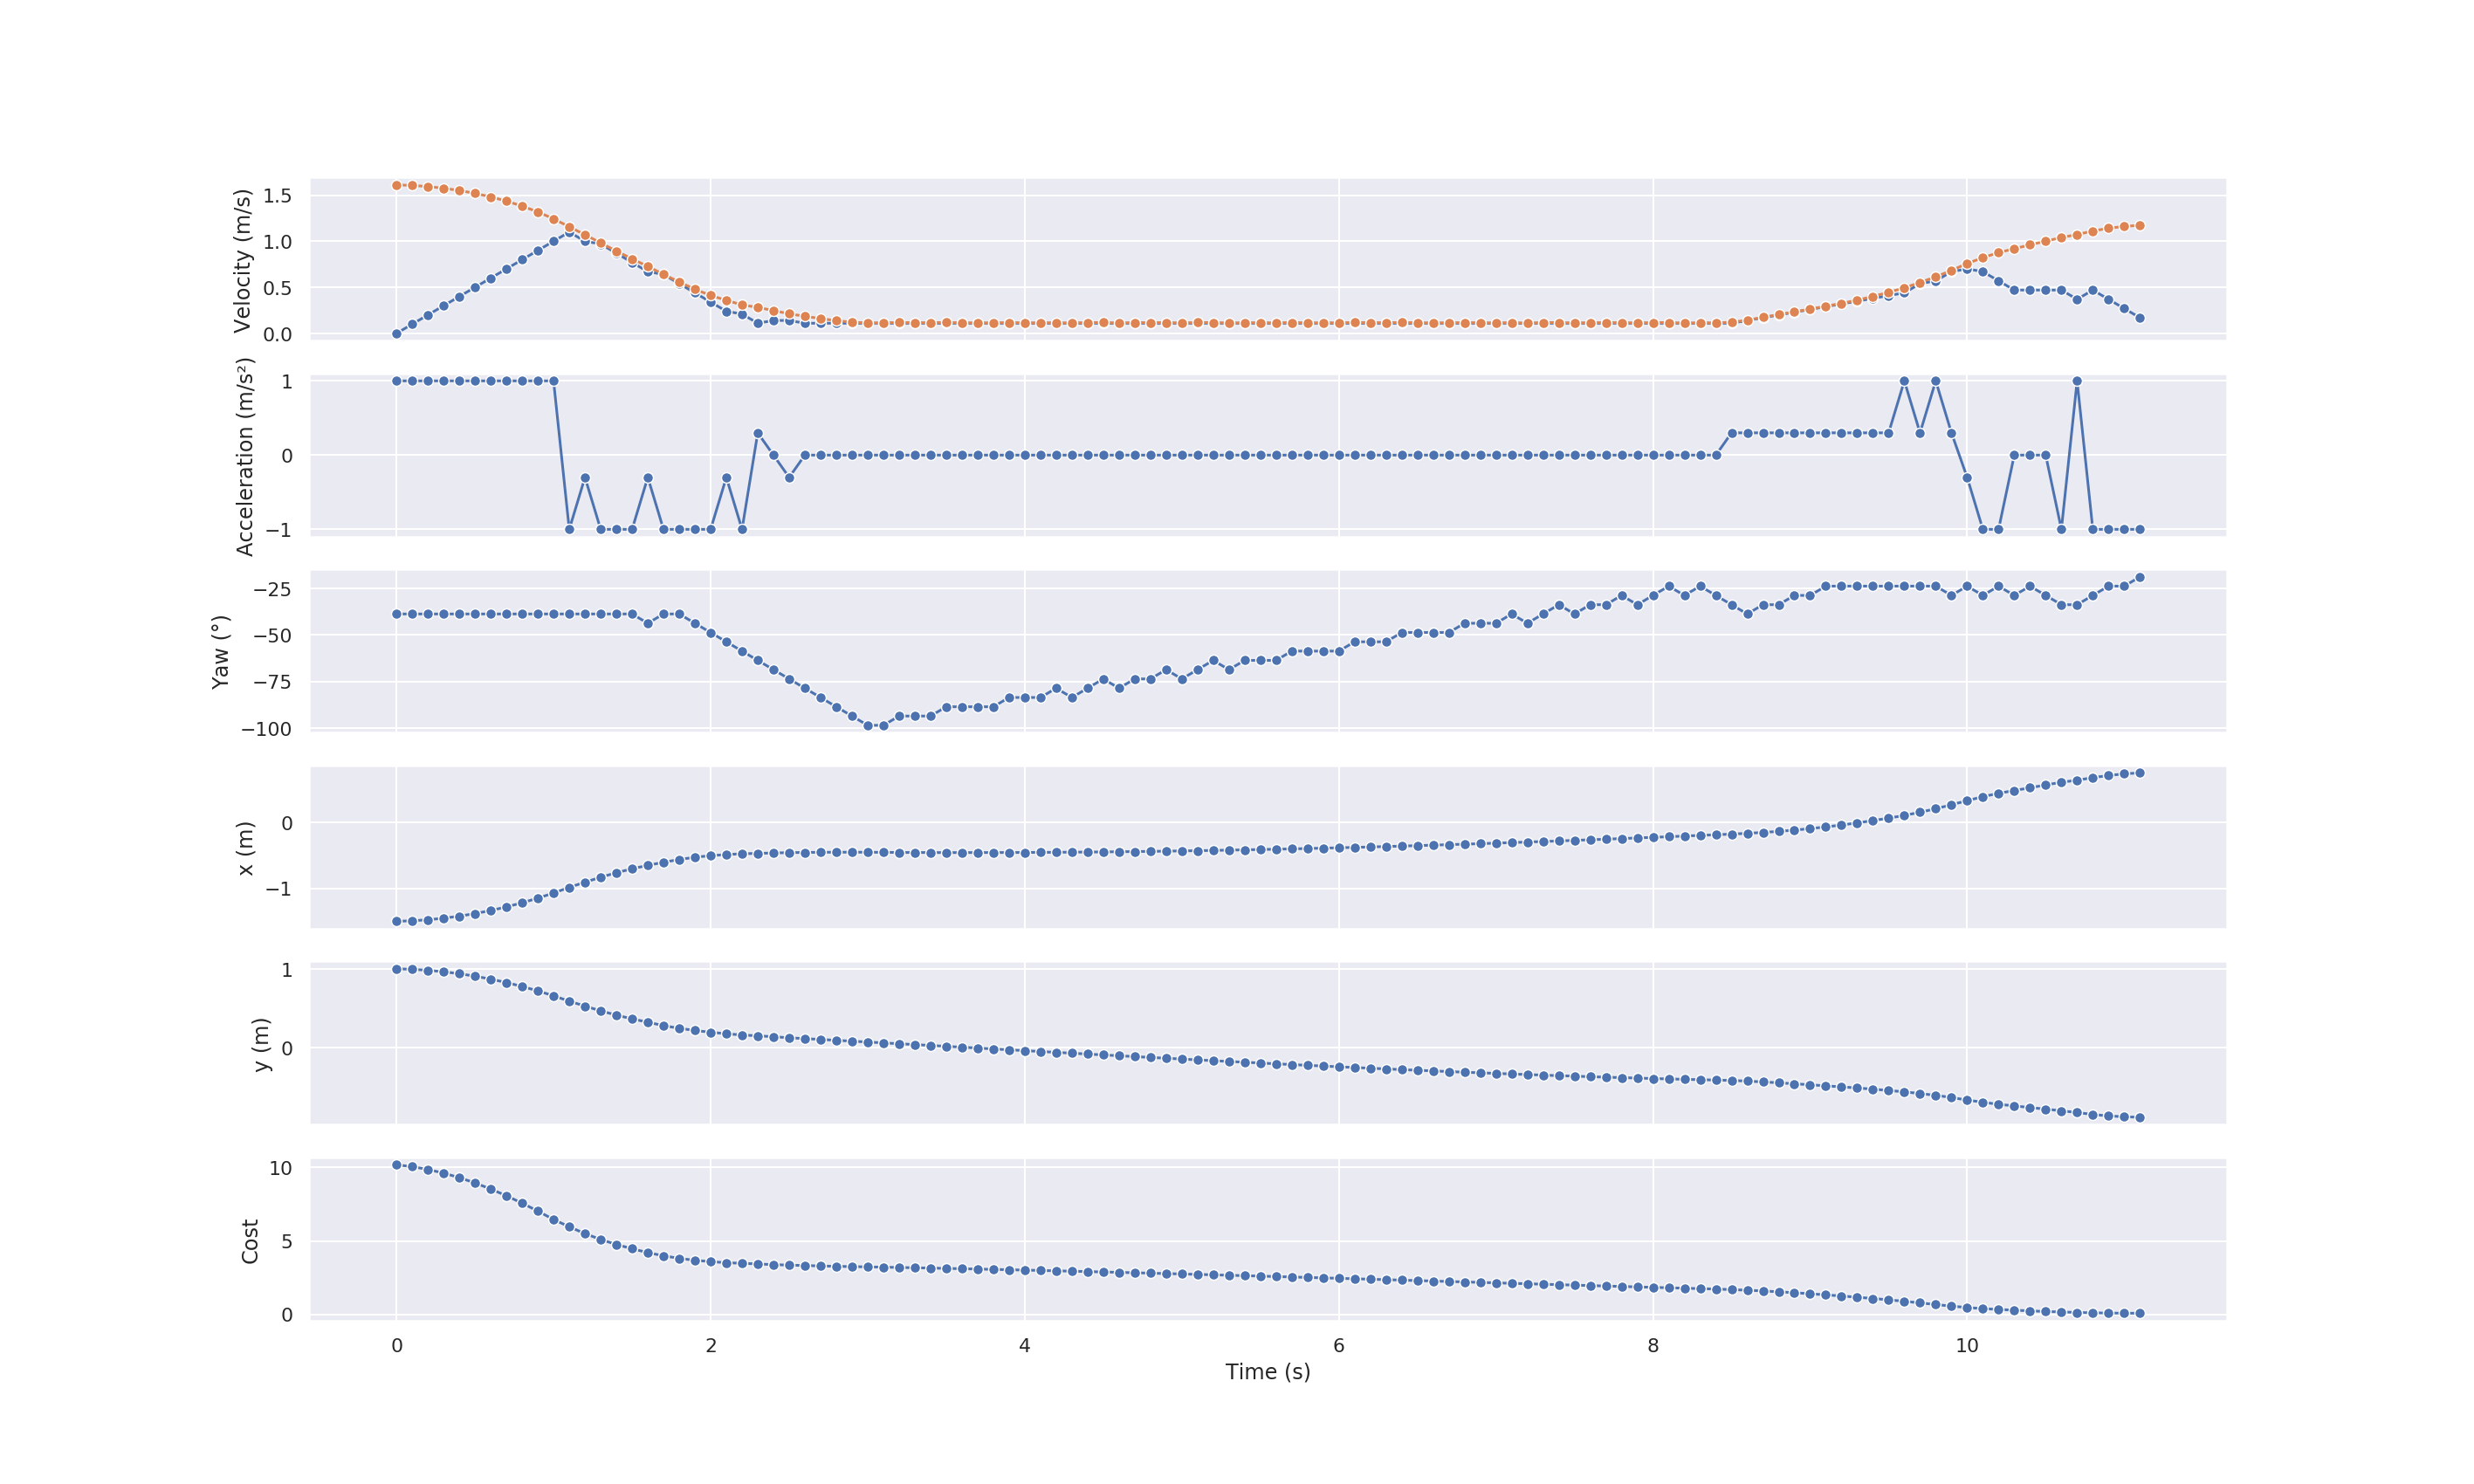 Velocity (m/s)
1.5
1.0
0.5
0.0
Acceleration (m/s²)
1
0
−1
Yaw (°)
−25
−50
−75
−100
x (m)
0
−1
y (m)
1
0
Cost
10
5
0
0 2 4 6 8 10
Time (s)